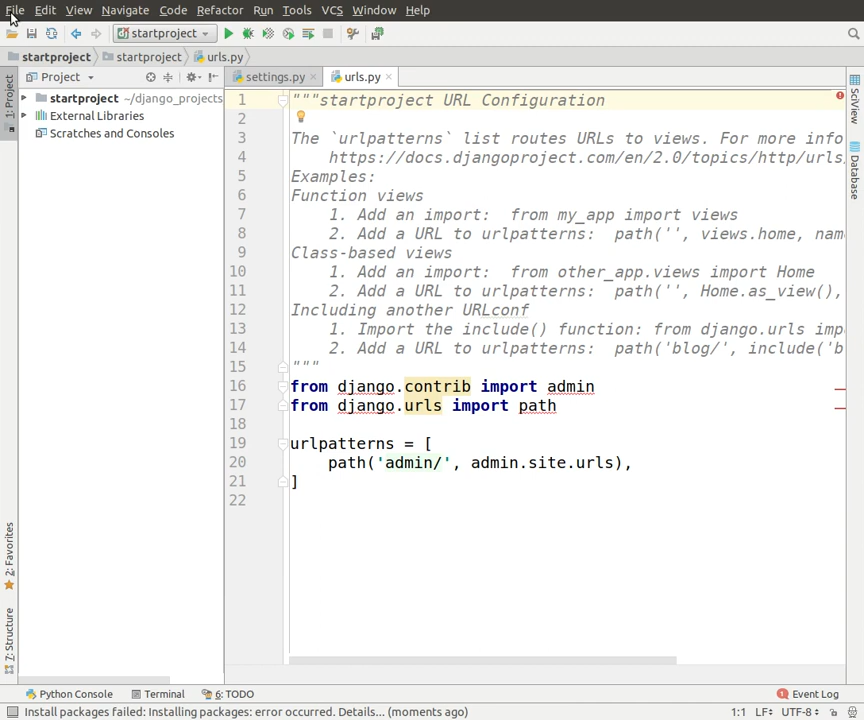 File Edit View Navigate Code Refactor Run Tools VCS Window Help
startproject
startproject startproject urls.py
Project
settings.py urls.py
1: Project
startproject ~/django_projects
External Libraries
Scratches and Consoles
2: Favorites
7: Structure
1 """startproject URL Configuration
2
3 The `urlpatterns` list routes URLs to views. For more info
4 https://docs.djangoproject.com/en/2.0/topics/http/urls
5 Examples:
6 Function views
7 1. Add an import:  from my_app import views
8 2. Add a URL to urlpatterns:  path('', views.home, nam
9 Class-based views
10 1. Add an import:  from other_app.views import Home
11 2. Add a URL to urlpatterns:  path('', Home.as_view(),
12 Including another URLconf
13 1. Import the include() function: from django.urls imp
14 2. Add a URL to urlpatterns:  path('blog/', include('b
15 """
16 from django.contrib import admin
17 from django.urls import path
18
19 urlpatterns = [
20 path('admin/', admin.site.urls),
21 ]
22
SciView
Database
Python Console Terminal 6: TODO
1 Event Log
Install packages failed: Installing packages: error occurred. Details... (moments ago)
1:1 LF UTF-8